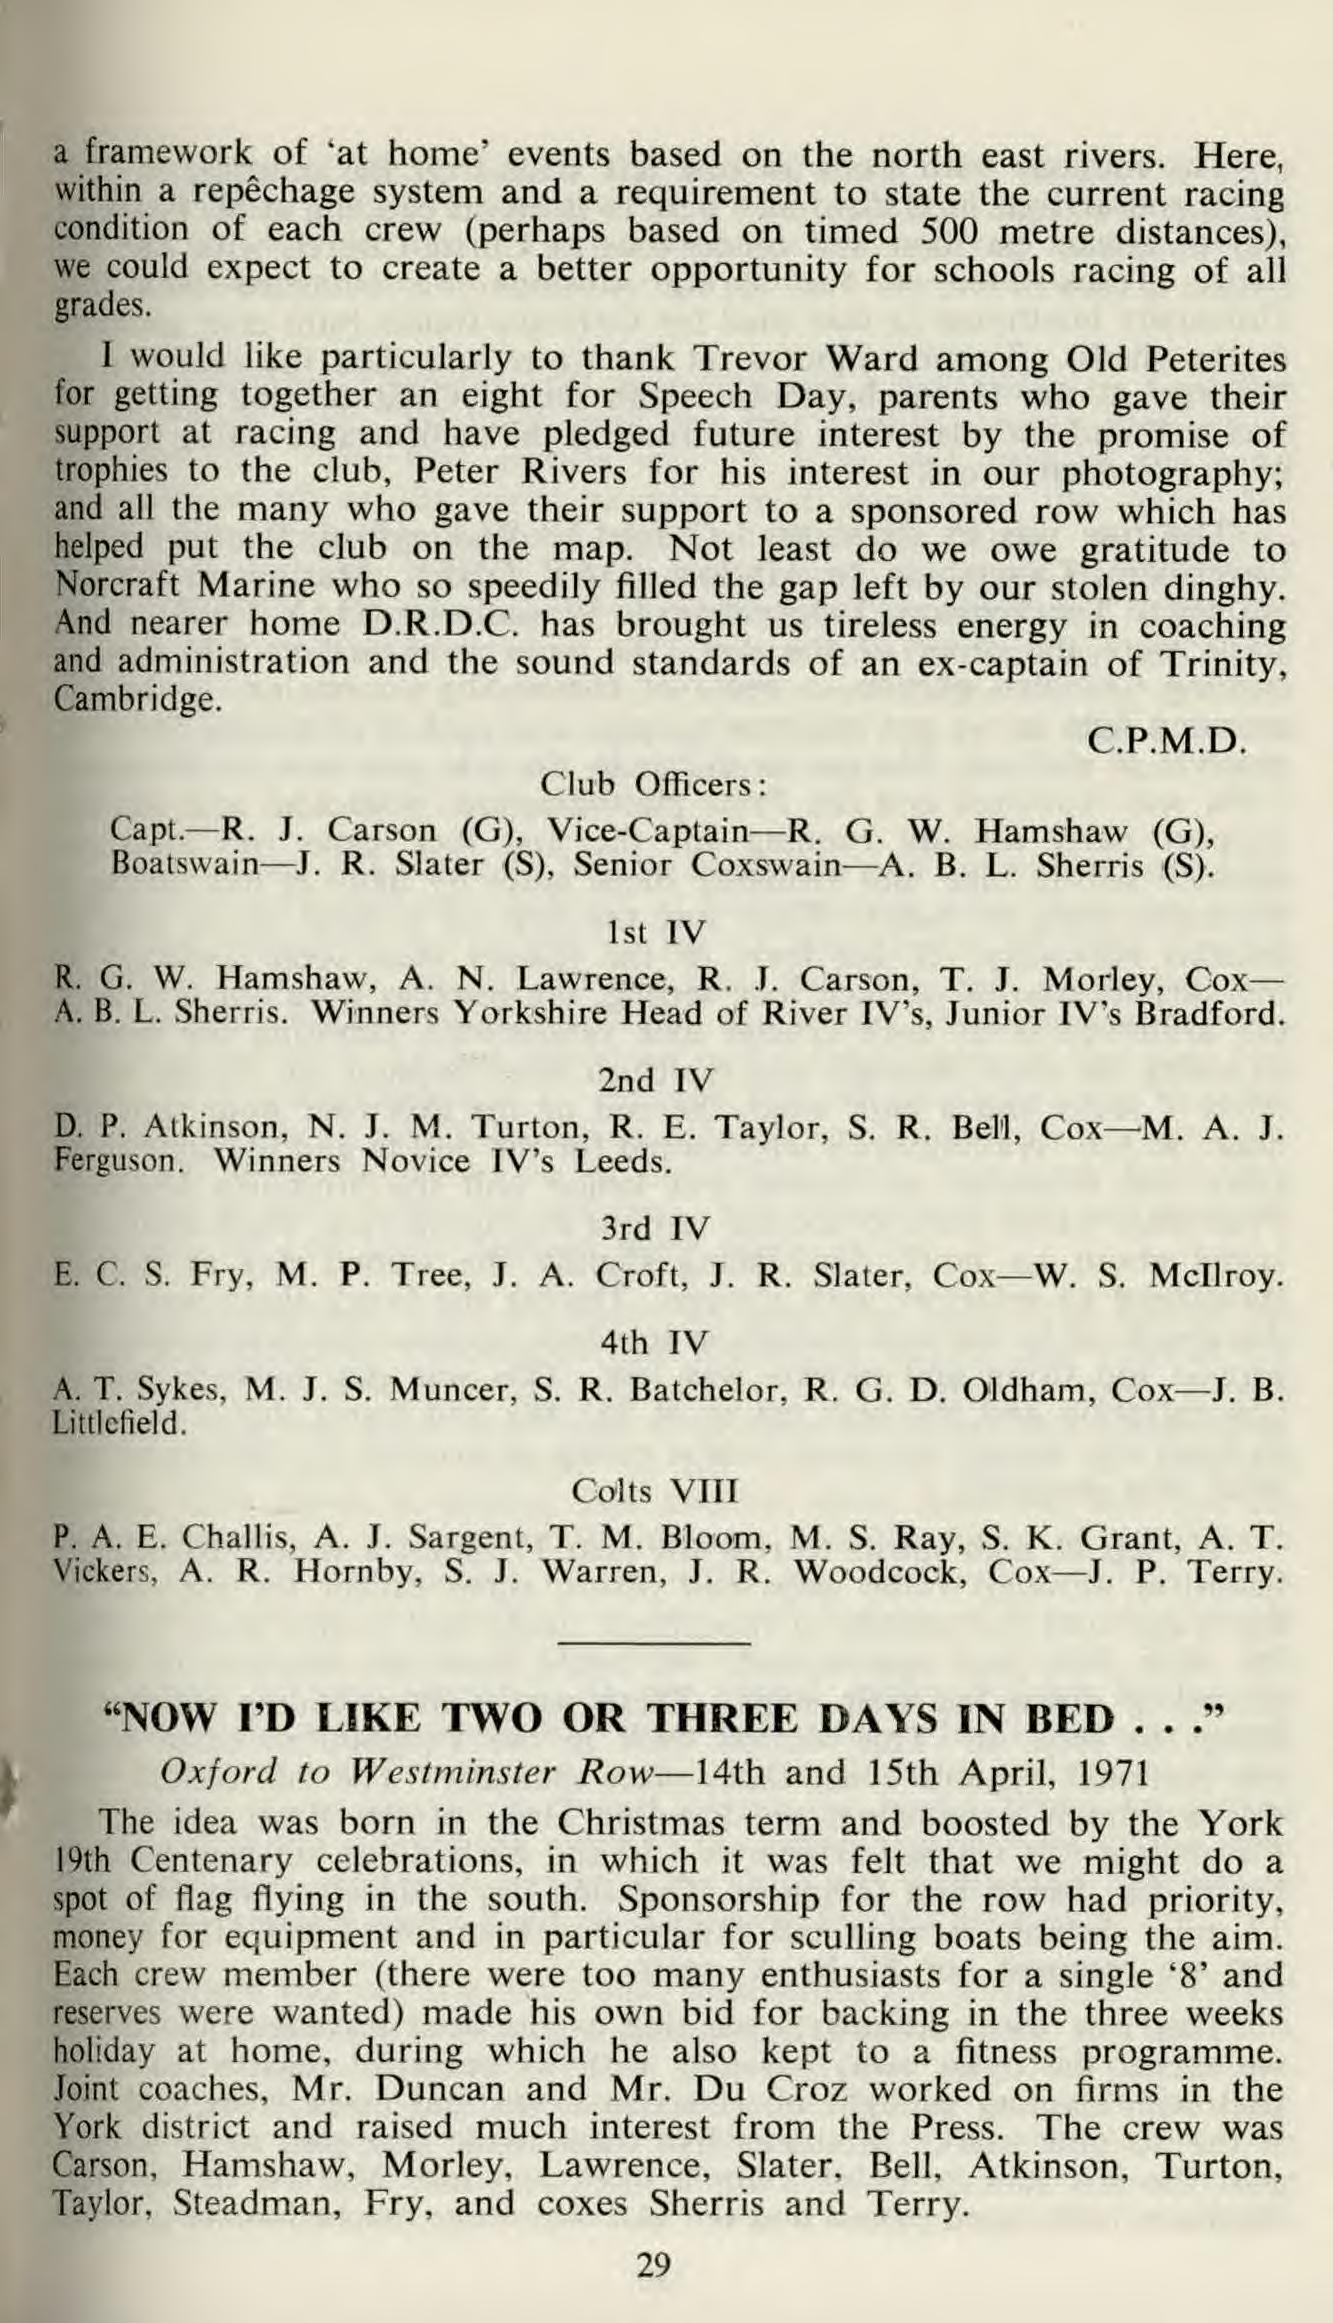 a framework of ‘at home’ events based on the north east rivers. Here,
within a repêchage system and a requirement to state the current racing
condition of each crew (perhaps based on timed 500 metre distances),
we could expect to create a better opportunity for schools racing of all
grades.
I would like particularly to thank Trevor Ward among Old Peterites
for getting together an eight for Speech Day, parents who gave their
support at racing and have pledged future interest by the promise of
trophies to the club, Peter Rivers for his interest in our photography;
and all the many who gave their support to a sponsored row which has
helped put the club on the map. Not least do we owe gratitude to
Norcraft Marine who so speedily filled the gap left by our stolen dinghy.
And nearer home D.R.D.C. has brought us tireless energy in coaching
and administration and the sound standards of an ex-captain of Trinity,
Cambridge.
C.P.M.D.
Club Officers:
Capt.—R. J. Carson (G), Vice-Captain—R. G. W. Hamshaw (G),
Boatswain—J. R. Slater (S), Senior Coxswain—A. B. L. Sherris (S).
1st IV
R. G. W. Hamshaw, A. N. Lawrence, R. J. Carson, T. J. Morley, Cox—
A. B. L. Sherris. Winners Yorkshire Head of River IV's, Junior IV's Bradford.
2nd IV
D. P. Atkinson, N. J. M. Turton, R. E. Taylor, S. R. Bell, Cox—M. A. J.
Ferguson. Winners Novice IV's Leeds.
3rd IV
E. C. S. Fry, M. P. Tree, J. A. Croft, J. R. Slater, Cox—W. S. McIlroy.
4th IV
A. T. Sykes, M. J. S. Muncer, S. R. Batchelor, R. G. D. Oldham, Cox—J. B.
Littlefield.
Colts VIII
P. A. E. Challis, A. J. Sargent, T. M. Bloom, M. S. Ray, S. K. Grant, A. T.
Vickers, A. R. Hornby, S. J. Warren, J. R. Woodcock, Cox—J. P. Terry.
“NOW I'D LIKE TWO OR THREE DAYS IN BED . . .”
Oxford to Westminster Row—14th and 15th April, 1971
The idea was born in the Christmas term and boosted by the York
19th Centenary celebrations, in which it was felt that we might do a
spot of flag flying in the south. Sponsorship for the row had priority,
money for equipment and in particular for sculling boats being the aim.
Each crew member (there were too many enthusiasts for a single ‘8’ and
reserves were wanted) made his own bid for backing in the three weeks
holiday at home, during which he also kept to a fitness programme.
Joint coaches, Mr. Duncan and Mr. Du Croz worked on firms in the
York district and raised much interest from the Press. The crew was
Carson, Hamshaw, Morley, Lawrence, Slater, Bell, Atkinson, Turton,
Taylor, Steadman, Fry, and coxes Sherris and Terry.
29